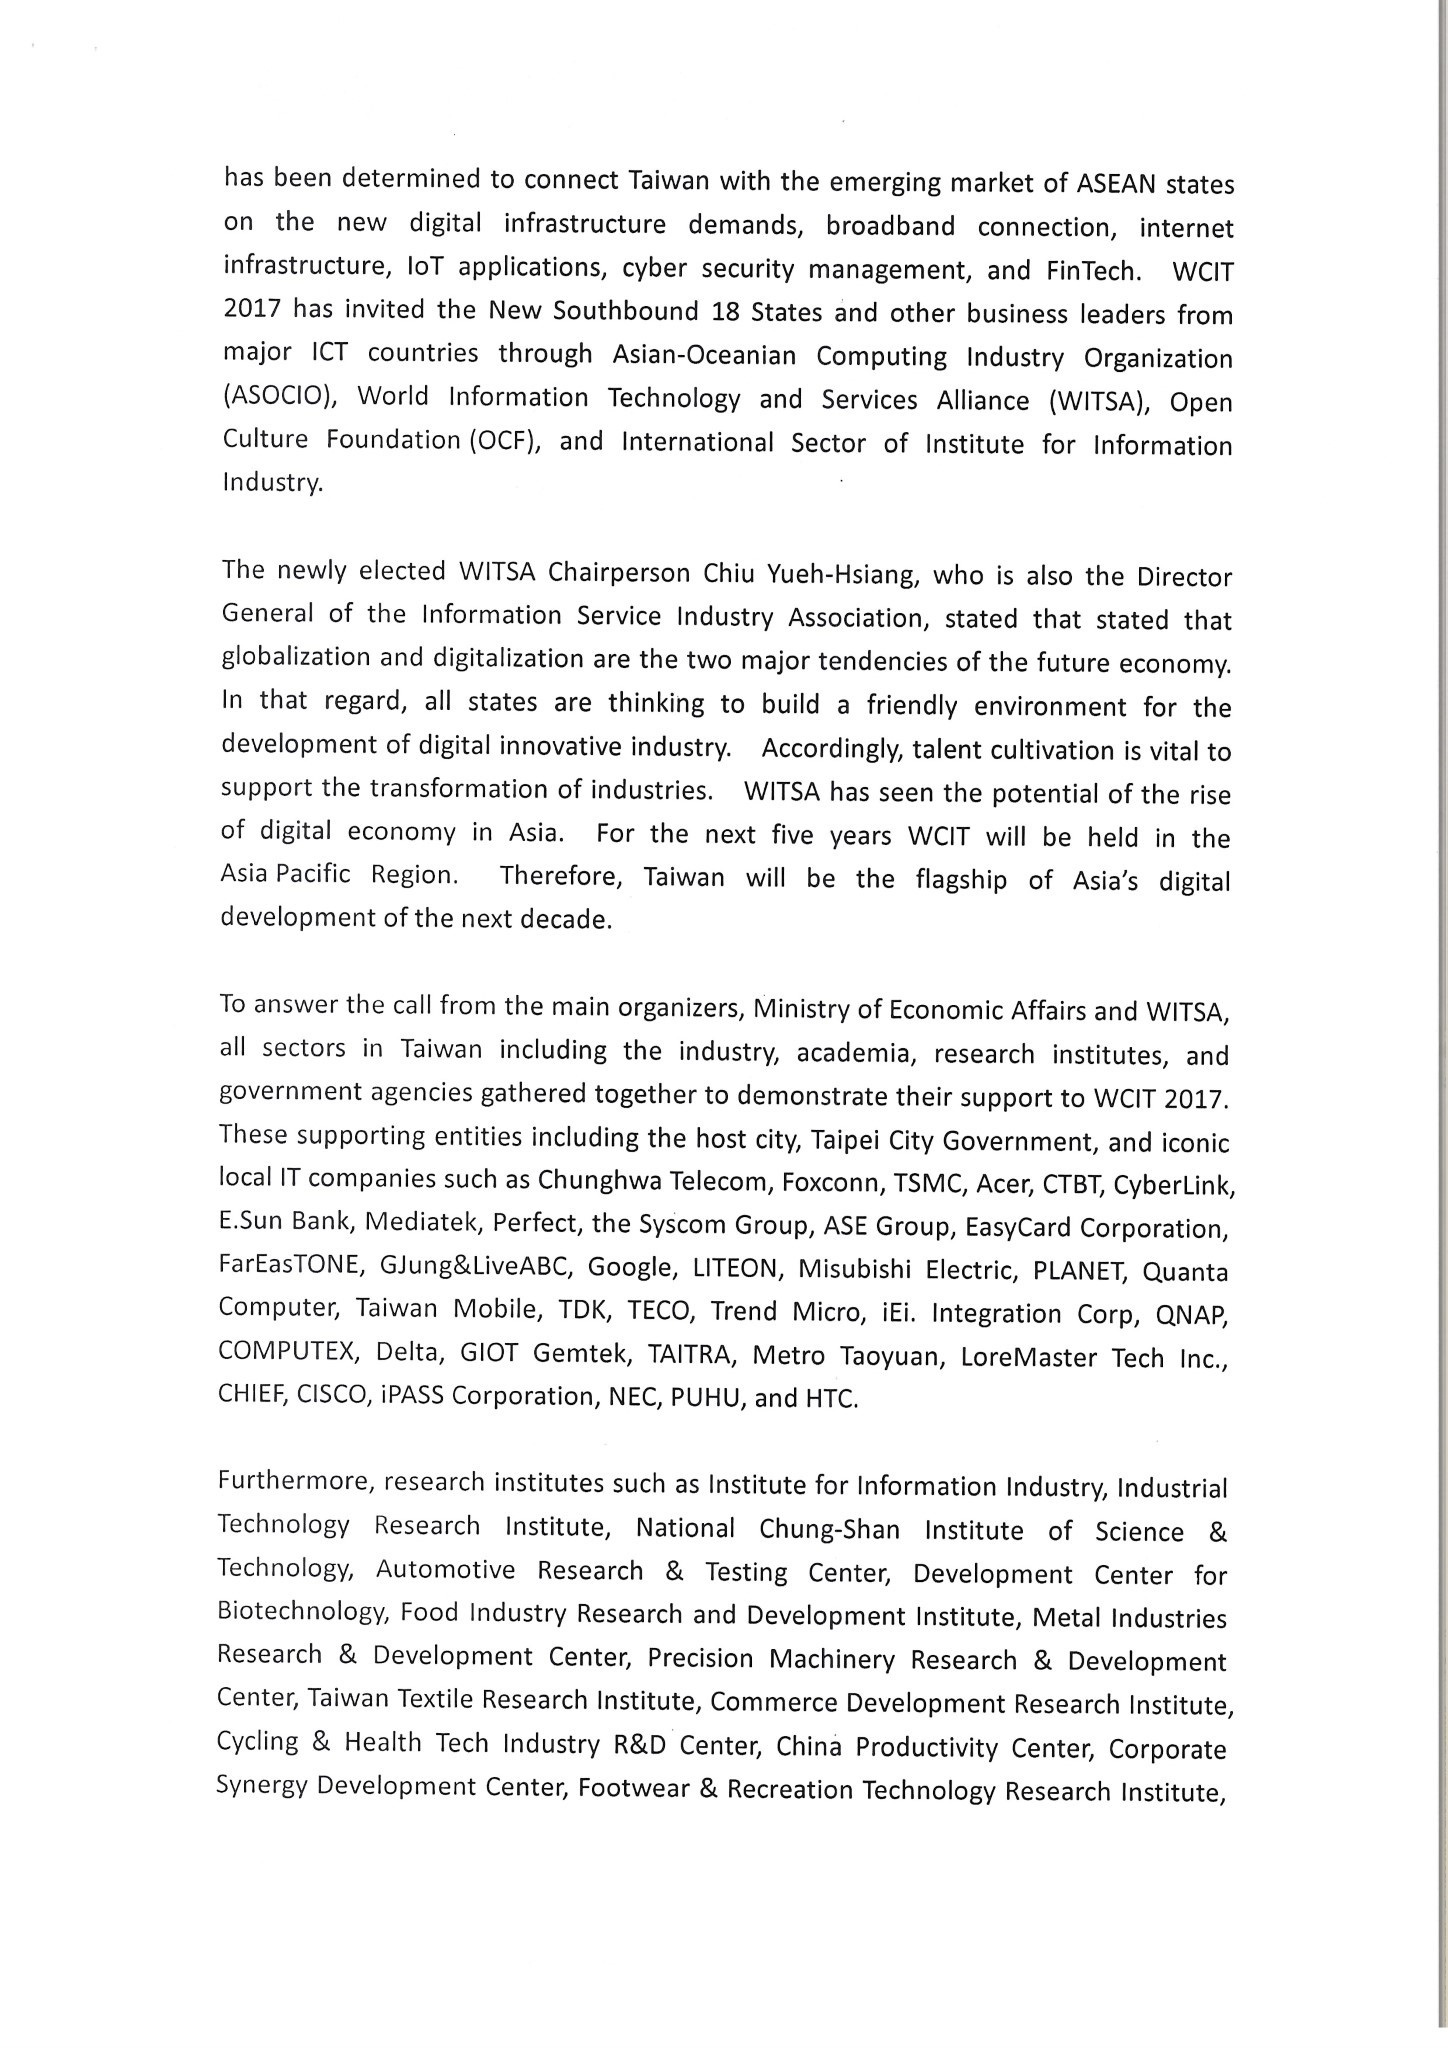 has been determined to connect Taiwan with the emerging market of ASEAN states
on the new digital infrastructure demands, broadband connection, internet
infrastructure, IoT applications, cyber security management, and FinTech. WCIT
2017 has invited the New Southbound 18 States and other business leaders from
major ICT countries through Asian-Oceanian Computing Industry Organization
(ASOCIO), World Information Technology and Services Alliance (WITSA), Open
Culture Foundation (OCF), and International Sector of Institute for Information
Industry.
The newly elected WITSA Chairperson Chiu Yueh-Hsiang, who is also the Director
General of the Information Service Industry Association, stated that stated that
globalization and digitalization are the two major tendencies of the future economy.
In that regard, all states are thinking to build a friendly environment for the
development of digital innovative industry. Accordingly, talent cultivation is vital to
support the transformation of industries. WITSA has seen the potential of the rise
of digital economy in Asia. For the next five years WCIT will be held in the
Asia Pacific Region. Therefore, Taiwan will be the flagship of Asia's digital
development of the next decade.
To answer the call from the main organizers, Ministry of Economic Affairs and WITSA,
all sectors in Taiwan including the industry, academia, research institutes, and
government agencies gathered together to demonstrate their support to WCIT 2017.
These supporting entities including the host city, Taipei City Government, and iconic
local IT companies such as Chunghwa Telecom, Foxconn, TSMC, Acer, CTBT, CyberLink,
E.Sun Bank, Mediatek, Perfect, the Syscom Group, ASE Group, EasyCard Corporation,
FarEasTONE, GJung&LiveABC, Google, LITEON, Misubishi Electric, PLANET, Quanta
Computer, Taiwan Mobile, TDK, TECO, Trend Micro, iEi. Integration Corp, QNAP,
COMPUTEX, Delta, GIOT Gemtek, TAITRA, Metro Taoyuan, LoreMaster Tech Inc.,
CHIEF, CISCO, iPASS Corporation, NEC, PUHU, and HTC.
Furthermore, research institutes such as Institute for Information Industry, Industrial
Technology Research Institute, National Chung-Shan Institute of Science &
Technology, Automotive Research & Testing Center, Development Center for
Biotechnology, Food Industry Research and Development Institute, Metal Industries
Research & Development Center, Precision Machinery Research & Development
Center, Taiwan Textile Research Institute, Commerce Development Research Institute,
Cycling & Health Tech Industry R&D Center, China Productivity Center, Corporate
Synergy Development Center, Footwear & Recreation Technology Research Institute,